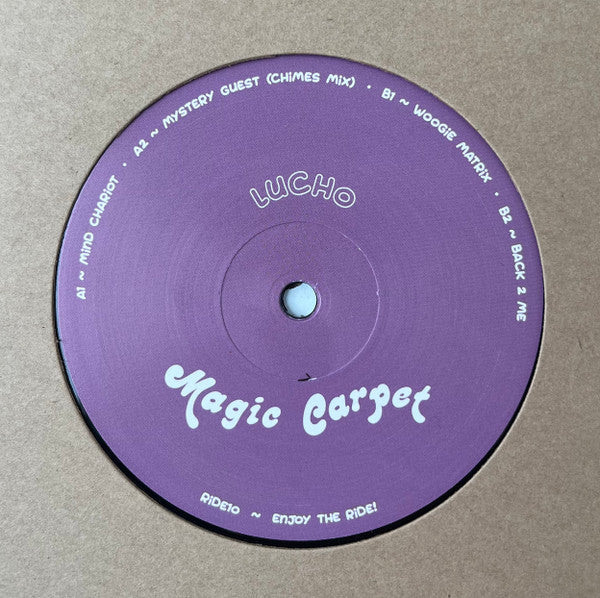 A1 ~ MIND CHARIOT · A2 ~ MYSTERY GUEST (CHIMES MIX) · B1 ~ WOOGIE MATRIX · B2 ~ BACK 2 ME
LUCHO
Magic Carpet
RIDE10 ~ ENJOY THE RIDE!